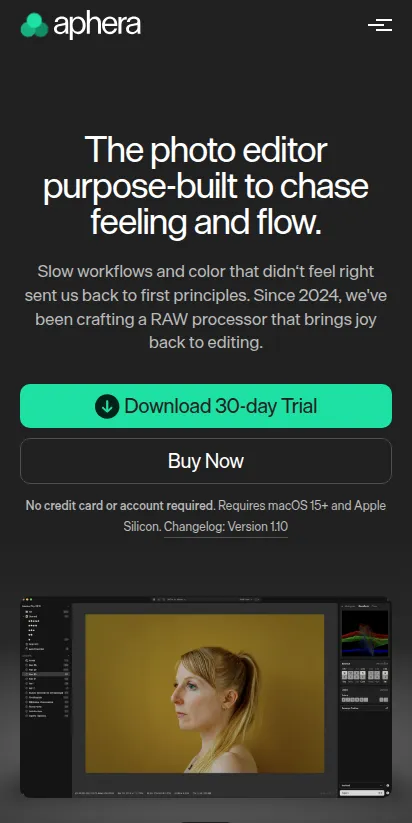 aphera
The photo editor
purpose-built to chase
feeling and flow.
Slow workflows and color that didn't feel right
sent us back to first principles. Since 2024, we've
been crafting a RAW processor that brings joy
back to editing.
Download 30-day Trial
Buy Now
No credit card or account required. Requires macOS 15+ and Apple
Silicon. Changelog: Version 1.10